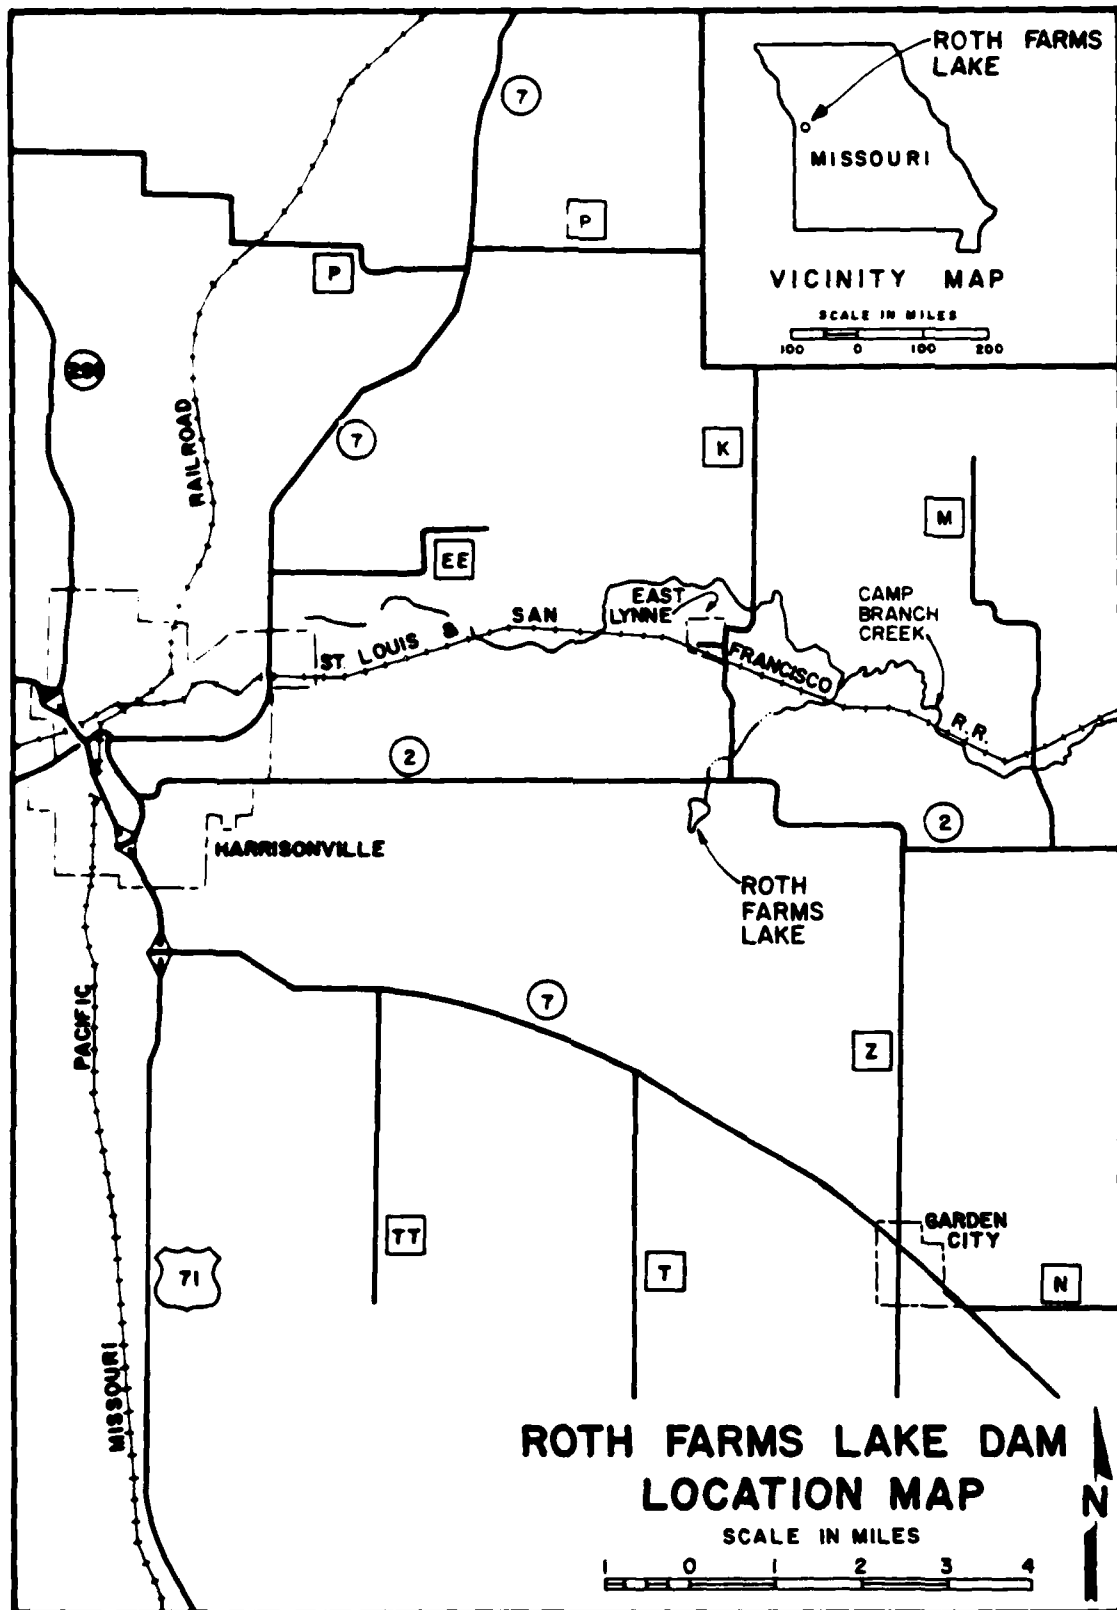 ROTH FARMS
LAKE
MISSOURI
VICINITY MAP
SCALE IN MILES
100 0 100 200
7
P
P
7
RAILROAD
K
M
EE
EAST
LYNNE
CAMP
BRANCH
CREEK
ST. LOUIS & SAN FRANCISCO R.R.
2
2
HARRISONVILLE
ROTH
FARMS
LAKE
7
PACIFIC
Z
TT
T
GARDEN
CITY
N
71
MISSOURI
ROTH FARMS LAKE DAM
LOCATION MAP
SCALE IN MILES
1 0 1 2 3 4
N